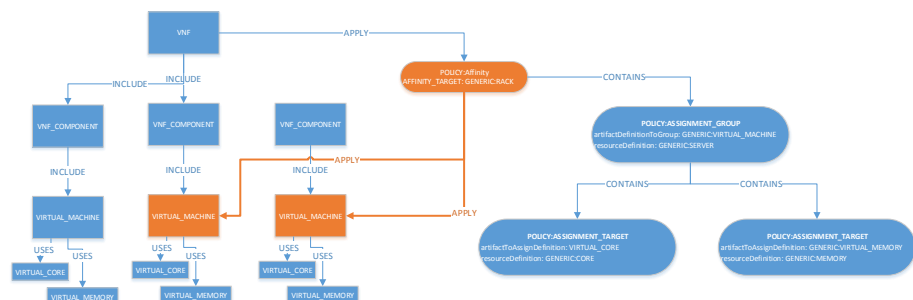 VNF
APPLY
POLICY:Affinity
AFFINITY_TARGET: GENERIC:RACK
INCLUDE
INCLUDE
CONTAINS
VNF_COMPONENT
VNF_COMPONENT
VNF_COMPONENT
POLICY:ASSIGNMENT_GROUP
artifactDefinitionToGroup: GENERIC:VIRTUAL_MACHINE
resourceDefinition: GENERIC:SERVER
APPLY
INCLUDE
INCLUDE
INCLUDE
CONTAINS
CONTAINS
VIRTUAL_MACHINE
VIRTUAL_MACHINE
VIRTUAL_MACHINE
APPLY
POLICY:ASSIGNMENT_TARGET
artifactToAssignDefinition: VIRTUAL_CORE
resourceDefinition: GENERIC:CORE
POLICY:ASSIGNMENT_TARGET
artifactToAssignDefinition: GENERIC:VIRTUAL_MEMORY
resourceDefinition: GENERIC:MEMORY
USES
USES
USES
USES
USES
USES
VIRTUAL_CORE
VIRTUAL_CORE
VIRTUAL_CORE
VIRTUAL_MEMORY
VIRTUAL_MEMORY
VIRTUAL_MEMORY